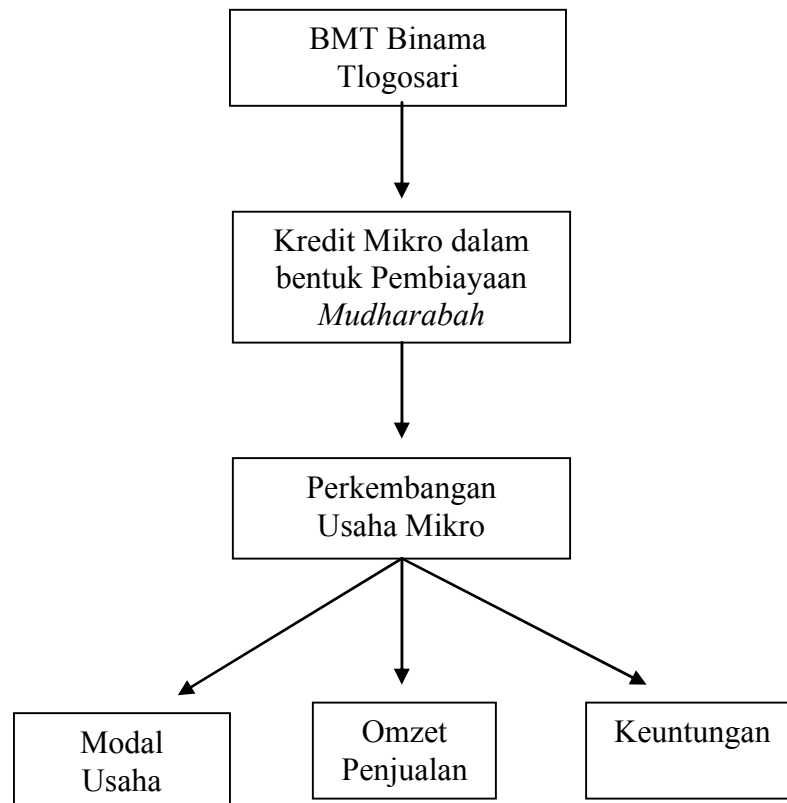 BMT Binama
Tlogosari
Kredit Mikro dalam
bentuk Pembiayaan
Mudharabah
Perkembangan
Usaha Mikro
Modal
Usaha
Omzet
Penjualan
Keuntungan